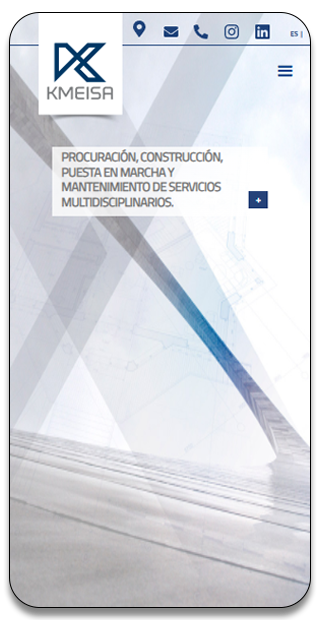 ES |
KMEISA
PROCURACIÓN, CONSTRUCCIÓN,
PUESTA EN MARCHA Y
MANTENIMIENTO DE SERVICIOS
MULTIDISCIPLINARIOS.
+